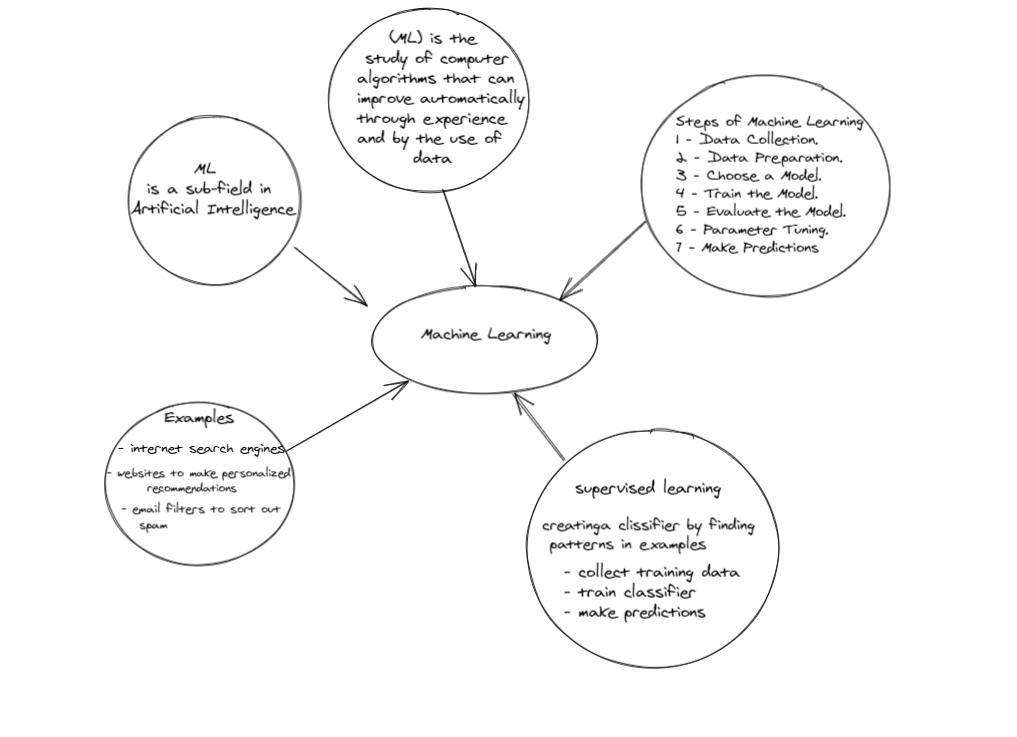 (ML) is the
study of computer
algorithms that can
improve automatically
through experience
and by the use of
data
ML
is a sub-field in
Artificial Intelligence
Steps of Machine Learning
1 - Data Collection.
2 - Data Preparation.
3 - Choose a Model.
4 - Train the Model.
5 - Evaluate the Model.
6 - Parameter Tuning.
7 - Make Predictions
Machine Learning
Examples
- internet search engines
- websites to make personalized
recommendations
- email filters to sort out
spam
supervised learning
creatinga clissifier by finding
patterns in examples
- collect training data
- train classifier
- make predictions